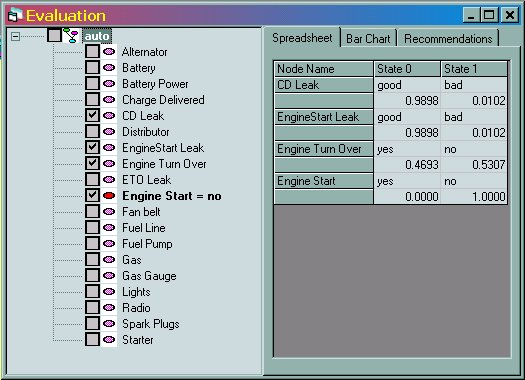 Evaluation
auto
Alternator
Battery
Battery Power
Charge Delivered
CD Leak
Distributor
EngineStart Leak
Engine Turn Over
ETO Leak
Engine Start = no
Fan belt
Fuel Line
Fuel Pump
Gas
Gas Gauge
Lights
Radio
Spark Plugs
Starter
Spreadsheet Bar Chart Recommendations
Node Name State 0 State 1
CD Leak good bad
0.9898 0.0102
EngineStart Leak good bad
0.9898 0.0102
Engine Turn Over yes no
0.4693 0.5307
Engine Start yes no
0.0000 1.0000